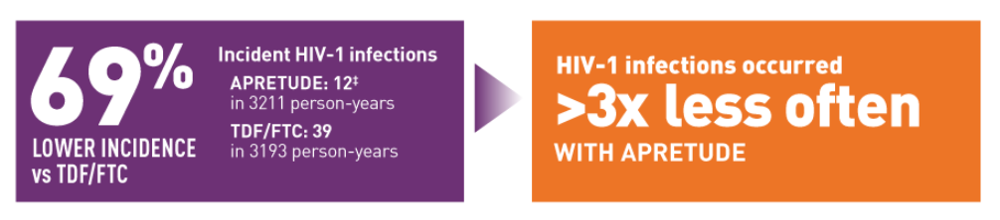 69%
LOWER INCIDENCE
vs TDF/FTC
Incident HIV-1 infections
APRETUDE: 12‡
in 3211 person-years
TDF/FTC: 39
in 3193 person-years
HIV-1 infections occurred
>3x less often
WITH APRETUDE